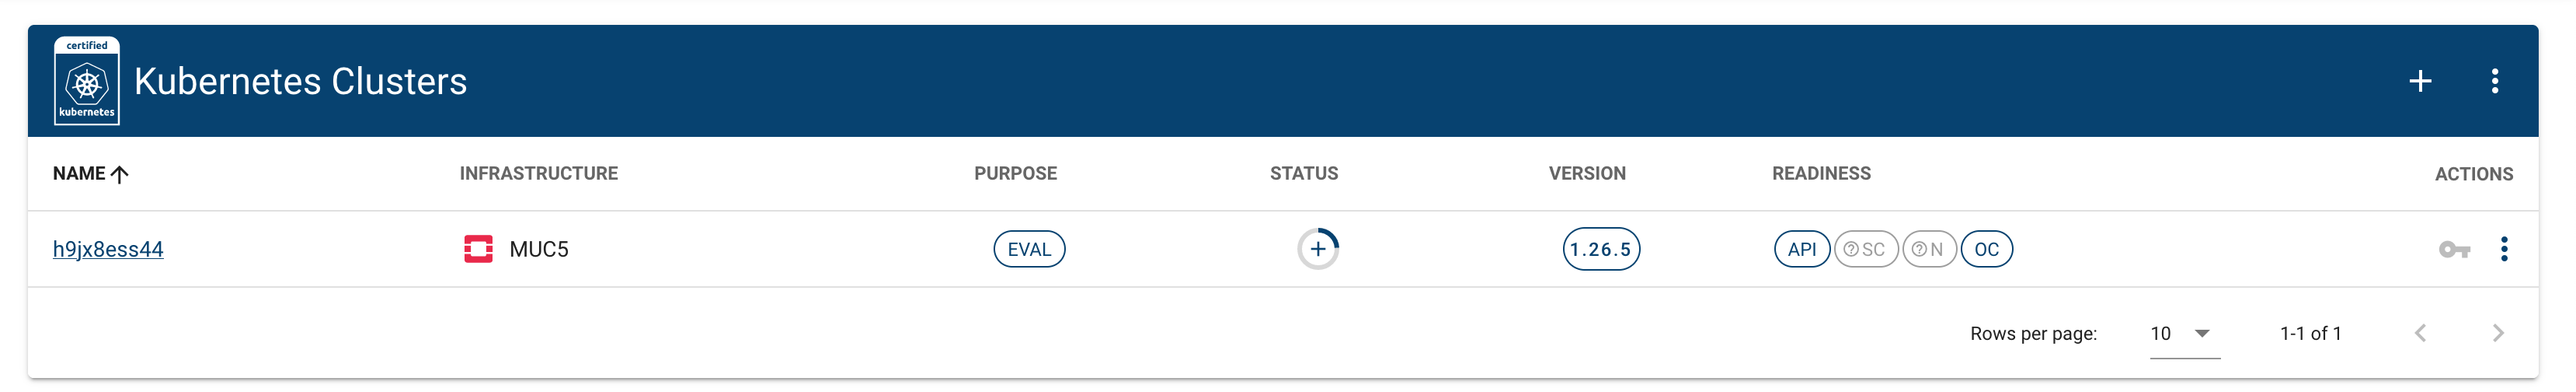 certified
kubernetes
Kubernetes Clusters
NAME INFRASTRUCTURE PURPOSE STATUS VERSION READINESS ACTIONS
h9jx8ess44 MUC5 EVAL 1.26.5 API SC N OC
Rows per page: 10 1-1 of 1